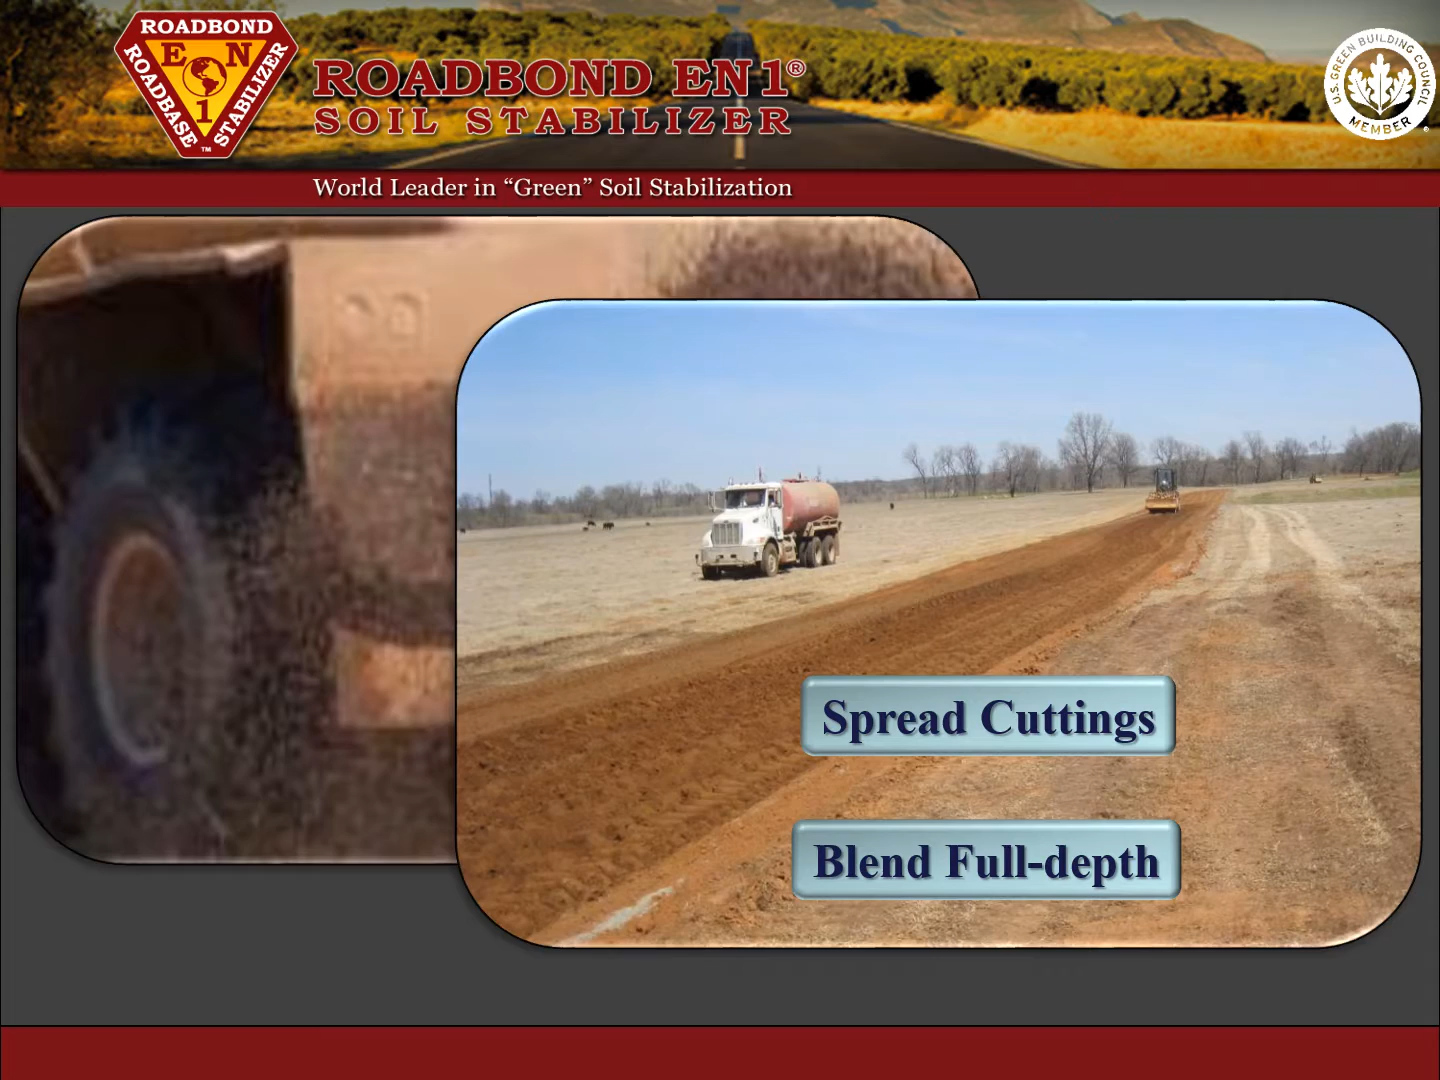 ROADBOND
ROADBASE
STABILIZER
E N
1
™
ROADBOND EN1®
SOIL STABILIZER
U.S. GREEN BUILDING COUNCIL
MEMBER
®
World Leader in “Green” Soil Stabilization
Spread Cuttings
Blend Full-depth